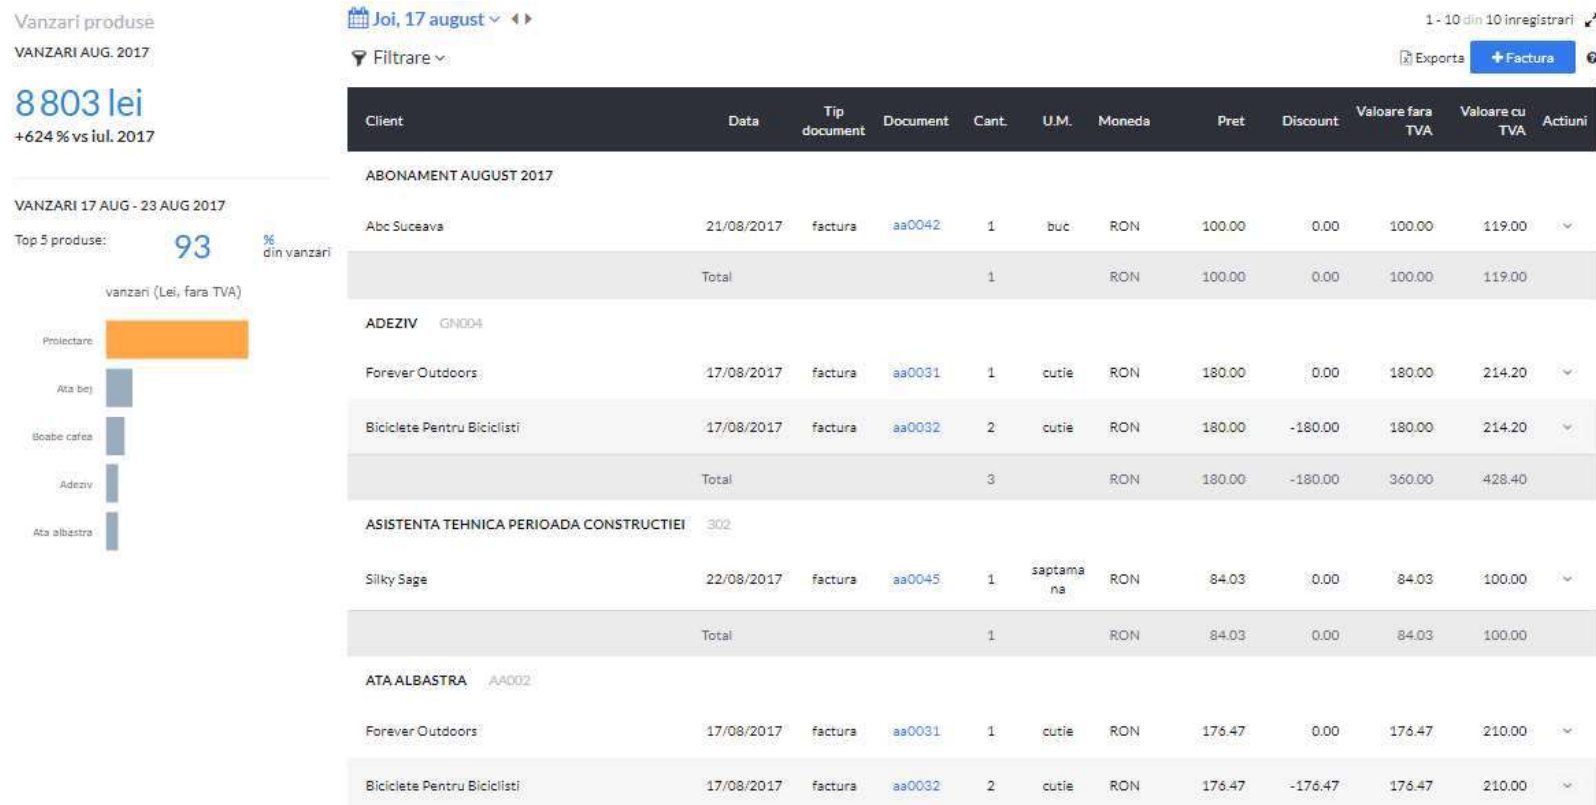 Vanzari produse
VANZARI AUG. 2017
8 803 lei
+624 % vs iul. 2017
VANZARI 17 AUG - 23 AUG 2017
Top 5 produse: 93 % din vanzari
vanzari (Lei, fara TVA)
Proiectare
Ata bej
Boabe cafea
Adeziv
Ata albastra
Joi, 17 august
1 - 10 din 10 inregistrari
Filtrare
Exporta
+ Factura
Client Data Tip document Document Cant. U.M. Moneda Pret Discount Valoare fara TVA Valoare cu TVA Actiuni
ABONAMENT AUGUST 2017
Abc Suceava 21/08/2017 factura aa0042 1 buc RON 100.00 0.00 100.00 119.00
Total 1 RON 100.00 0.00 100.00 119.00
ADEZIV GN004
Forever Outdoors 17/08/2017 factura aa0031 1 cutie RON 180.00 0.00 180.00 214.20
Biciclete Pentru Biciclisti 17/08/2017 factura aa0032 2 cutie RON 180.00 -180.00 180.00 214.20
Total 3 RON 180.00 -180.00 360.00 428.40
ASISTENTA TEHNICA PERIOADA CONSTRUCTIEI 302
Silky Sage 22/08/2017 factura aa0045 1 saptama na RON 84.03 0.00 84.03 100.00
Total 1 RON 84.03 0.00 84.03 100.00
ATA ALBASTRA AA002
Forever Outdoors 17/08/2017 factura aa0031 1 cutie RON 176.47 0.00 176.47 210.00
Biciclete Pentru Biciclisti 17/08/2017 factura aa0032 2 cutie RON 176.47 -176.47 176.47 210.00